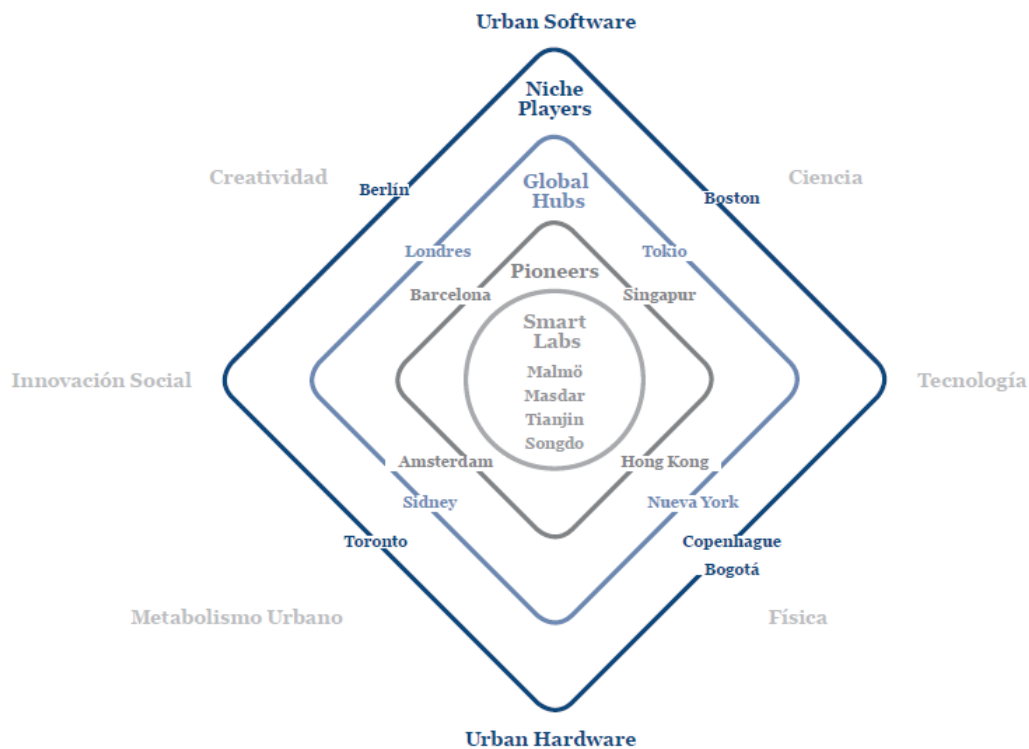 Urban Software
Niche
Players
Creatividad
Ciencia
Berlín
Boston
Global
Hubs
Londres
Tokio
Pioneers
Barcelona
Singapur
Smart
Labs
Malmö
Masdar
Tianjin
Songdo
Innovación Social
Tecnología
Amsterdam
Hong Kong
Sidney
Nueva York
Toronto
Copenhague
Bogotá
Metabolismo Urbano
Física
Urban Hardware